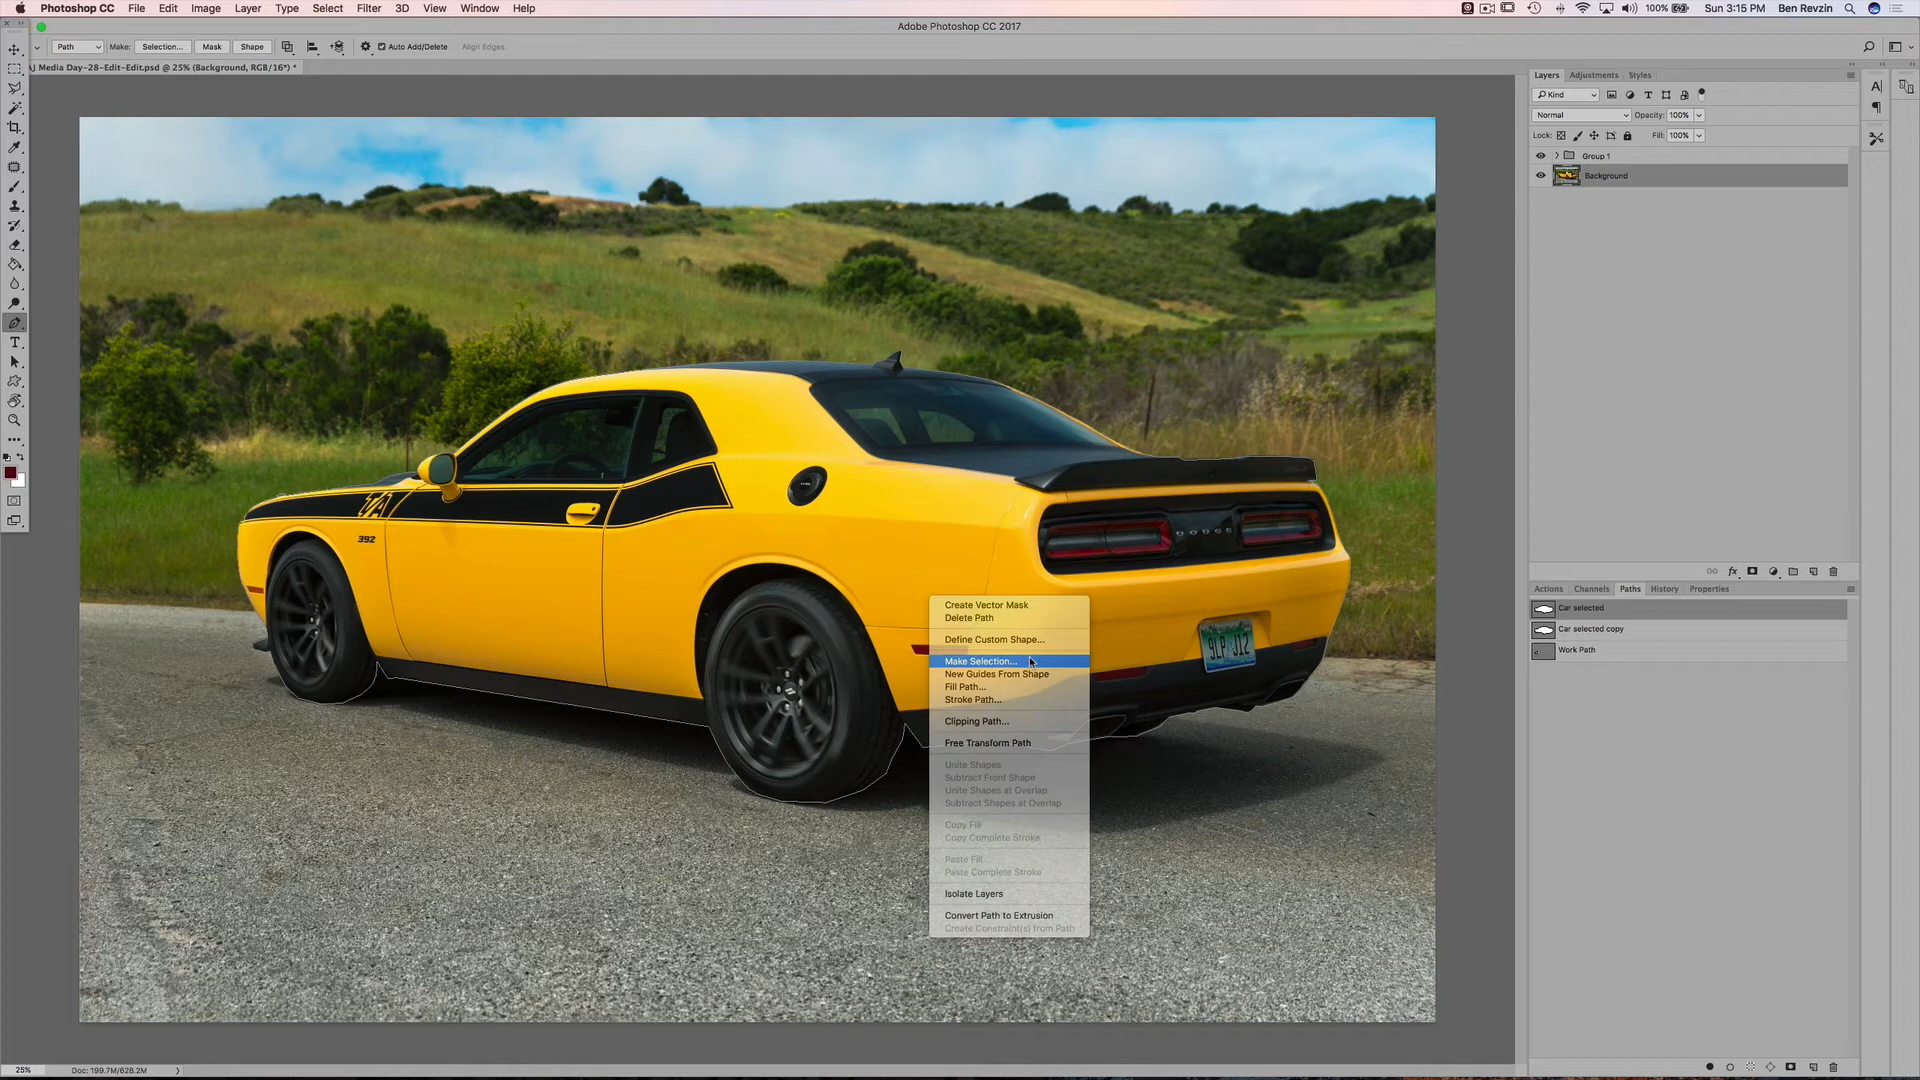 Photoshop CC File Edit Image Layer Type Select Filter 3D View Window Help
100% Sun 3:15 PM Ben Revzin
Adobe Photoshop CC 2017
Path Make: Selection... Mask Shape Auto Add/Delete Align Edges
AJ Media Day-28-Edit-Edit.psd @ 25% (Background, RGB/16*) *
Layers Adjustments Styles
Kind
Normal Opacity: 100%
Lock: Fill: 100%
Group 1
Background
T/A
392
DODGE
9LP J12
Create Vector Mask
Delete Path
Define Custom Shape...
Make Selection...
New Guides From Shape
Fill Path...
Stroke Path...
Clipping Path...
Free Transform Path
Unite Shapes
Subtract Front Shape
Unite Shapes at Overlap
Subtract Shapes at Overlap
Copy Fill
Copy Complete Stroke
Paste Fill
Paste Complete Stroke
Isolate Layers
Convert Path to Extrusion
Create Constraint(s) from Path
Actions Channels Paths History Properties
Car selected
Car selected copy
Work Path
25% Doc: 199.7M/628.2M